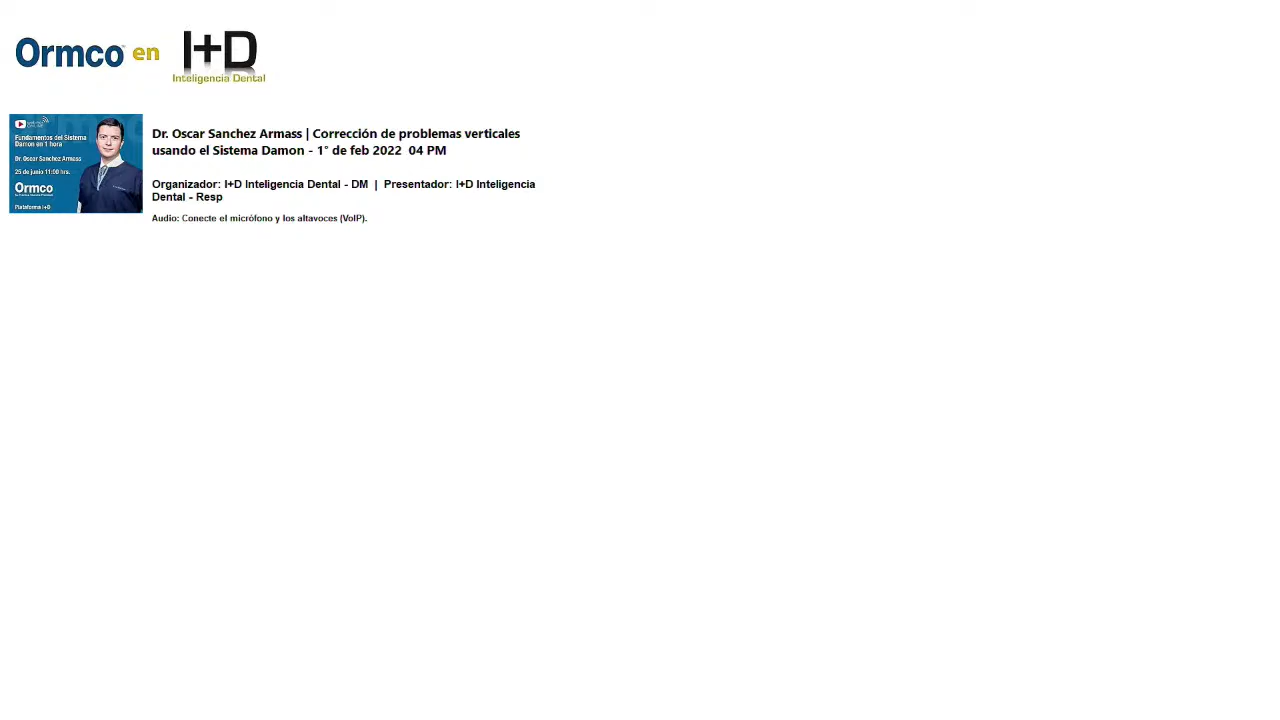 Ormco en I+D
Inteligencia Dental
Fundamentos del Sistema
Damon en 1 hora
Dr. Oscar Sanchez Armass
25 de junio 11:00 hrs.
Ormco
Plataforma I+D
Dr. Oscar Sanchez Armass | Corrección de problemas verticales
usando el Sistema Damon - 1° de feb 2022 04 PM
Organizador: I+D Inteligencia Dental - DM | Presentador: I+D Inteligencia
Dental - Resp
Audio: Conecte el micrófono y los altavoces (VoIP).